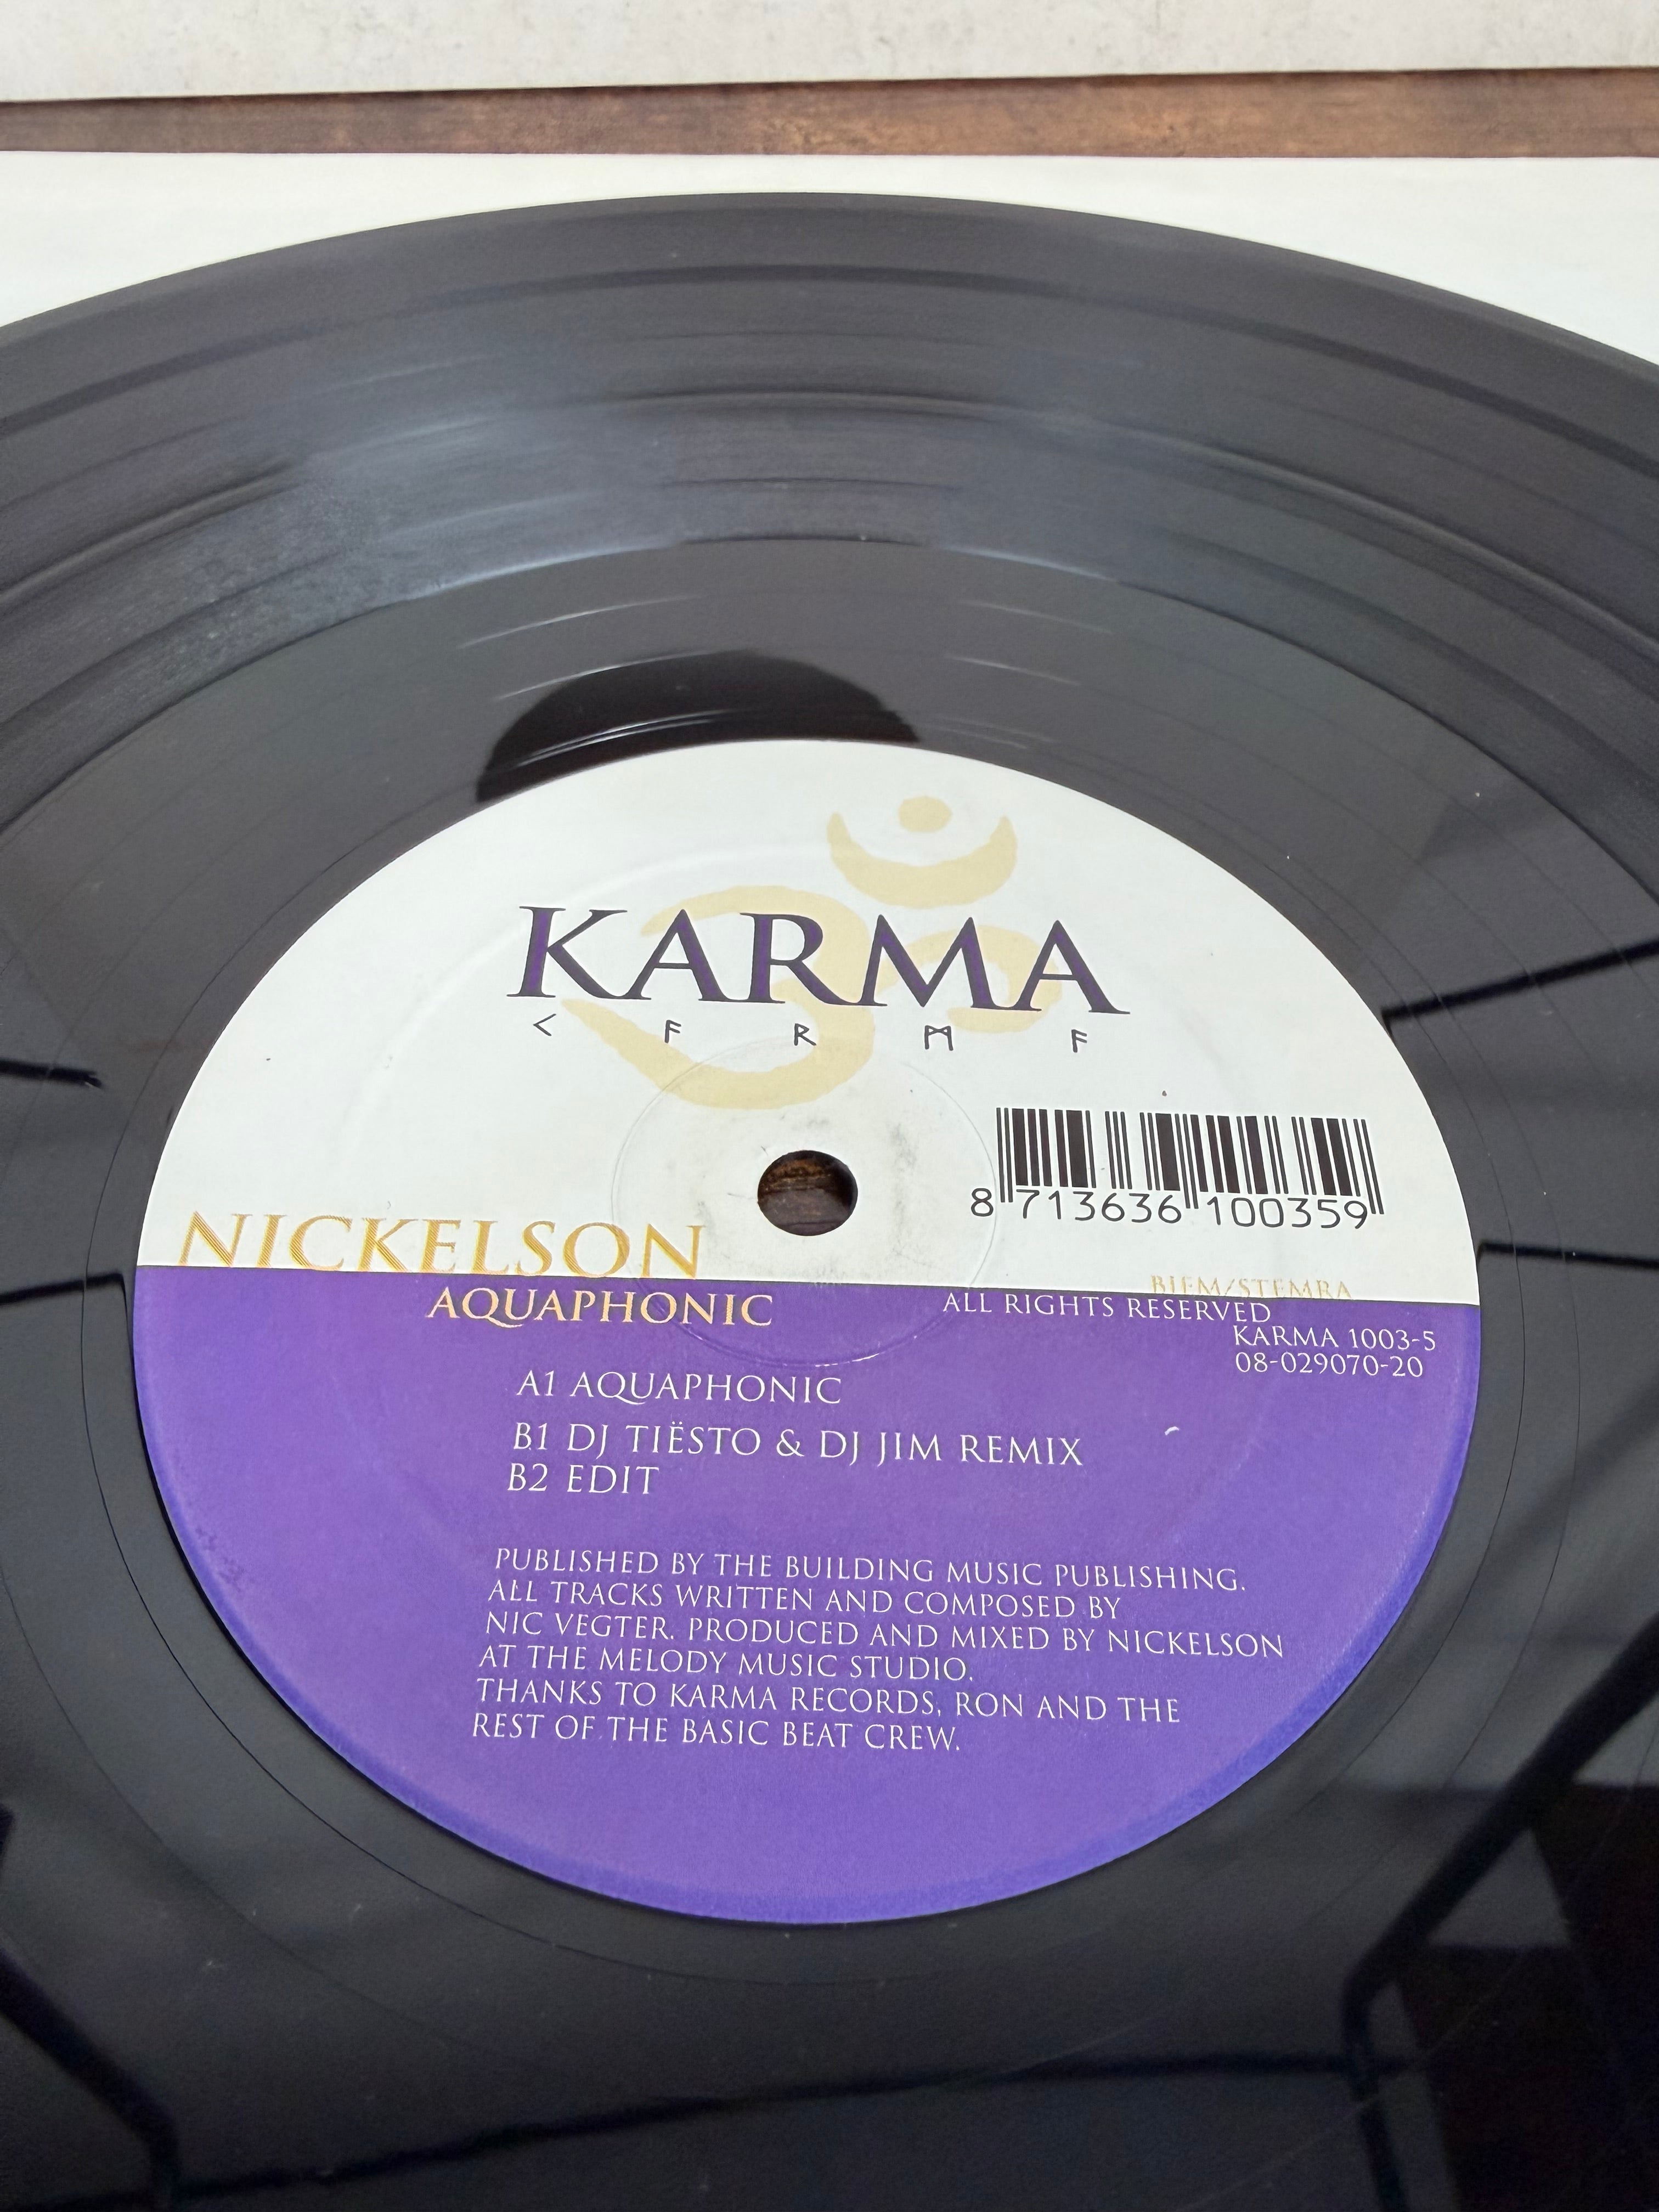 KARMA
ᚲ ᚨ ᚱ ᛗ ᚨ
8 713636 100359
NICKELSON
BIEM/STEMRA
AQUAPHONIC
ALL RIGHTS RESERVED
KARMA 1003-5
08-029070-20
A1 AQUAPHONIC
B1 DJ TIËSTO & DJ JIM REMIX
B2 EDIT
PUBLISHED BY THE BUILDING MUSIC PUBLISHING.
ALL TRACKS WRITTEN AND COMPOSED BY
NIC VEGTER. PRODUCED AND MIXED BY NICKELSON
AT THE MELODY MUSIC STUDIO.
THANKS TO KARMA RECORDS, RON AND THE
REST OF THE BASIC BEAT CREW.